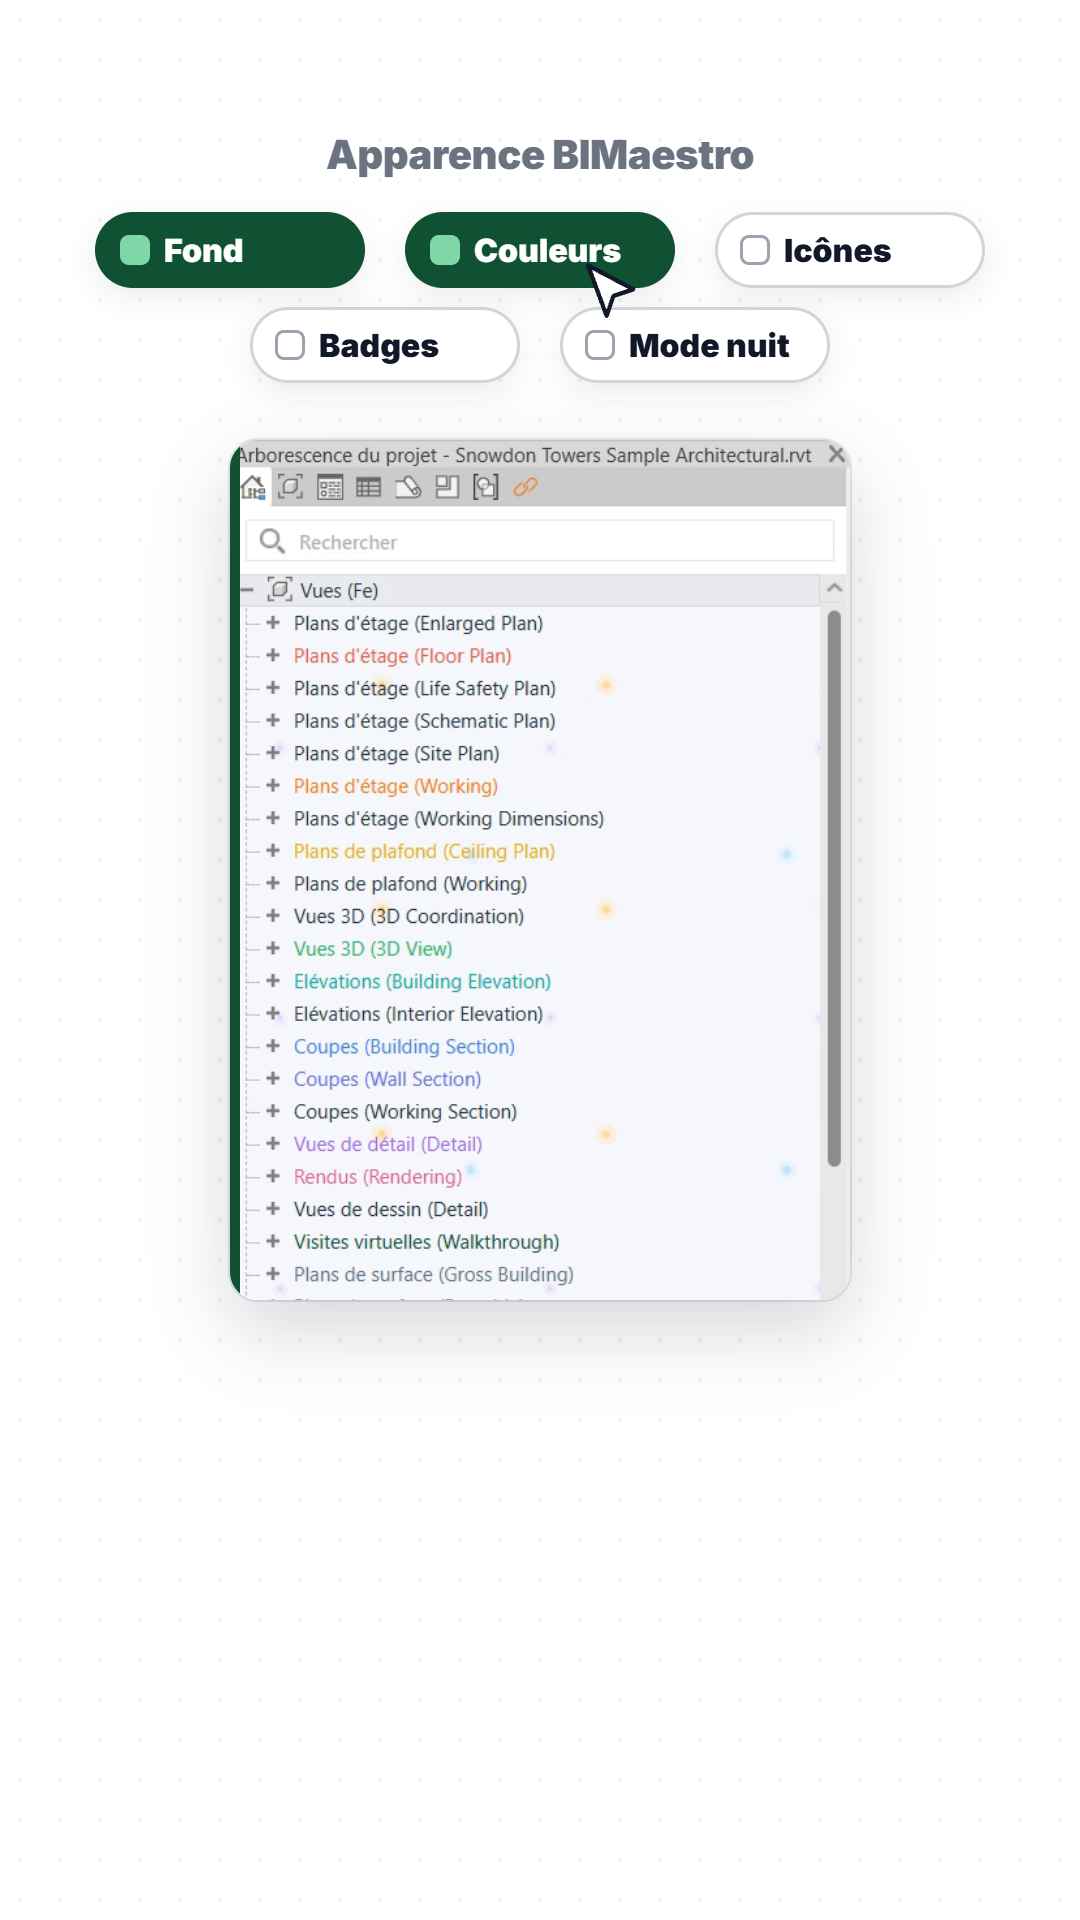 Apparence BIMaestro
Fond
Couleurs
Icônes
Badges
Mode nuit
Arborescence du projet - Snowdon Towers Sample Architectural.rvt
Rechercher
Vues (Fe)
Plans d'étage (Enlarged Plan)
Plans d'étage (Floor Plan)
Plans d'étage (Life Safety Plan)
Plans d'étage (Schematic Plan)
Plans d'étage (Site Plan)
Plans d'étage (Working)
Plans d'étage (Working Dimensions)
Plans de plafond (Ceiling Plan)
Plans de plafond (Working)
Vues 3D (3D Coordination)
Vues 3D (3D View)
Elévations (Building Elevation)
Elévations (Interior Elevation)
Coupes (Building Section)
Coupes (Wall Section)
Coupes (Working Section)
Vues de détail (Detail)
Rendus (Rendering)
Vues de dessin (Detail)
Visites virtuelles (Walkthrough)
Plans de surface (Gross Building)